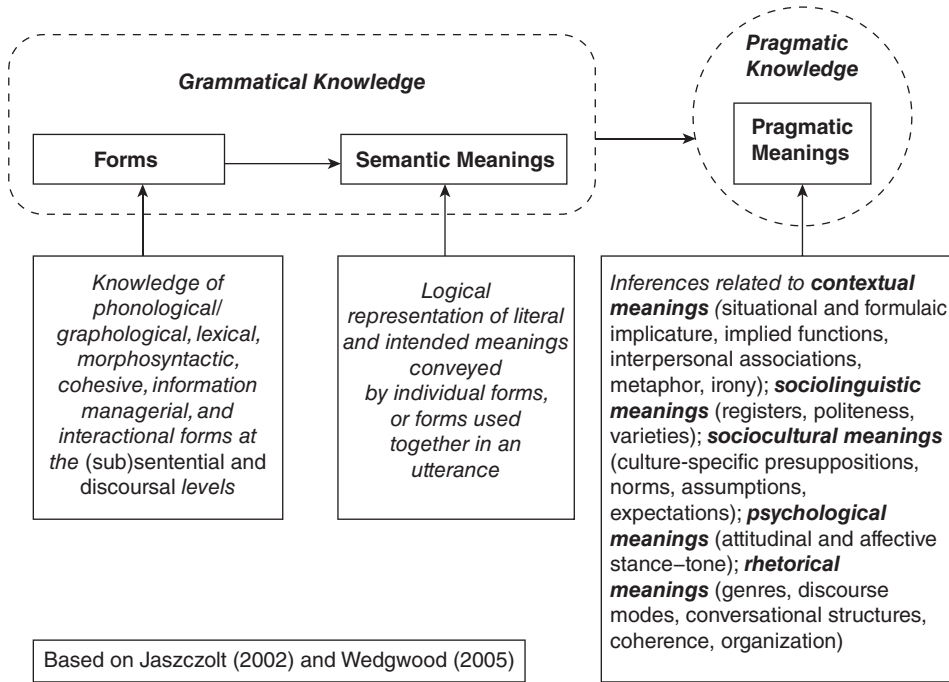 Grammatical Knowledge
Forms
Semantic Meanings
Pragmatic
Knowledge
Pragmatic
Meanings
Knowledge of
phonological/
graphological, lexical,
morphosyntactic,
cohesive, information
managerial, and
interactional forms at
the (sub)sentential and
discoursal levels
Logical
representation of literal
and intended meanings
conveyed
by individual forms,
or forms used
together in an
utterance
Inferences related to contextual
meanings (situational and formulaic
implicature, implied functions,
interpersonal associations,
metaphor, irony); sociolinguistic
meanings (registers, politeness,
varieties); sociocultural meanings
(culture-specific presuppositions,
norms, assumptions,
expectations); psychological
meanings (attitudinal and affective
stance–tone); rhetorical
meanings (genres, discourse
modes, conversational structures,
coherence, organization)
Based on Jaszczolt (2002) and Wedgwood (2005)